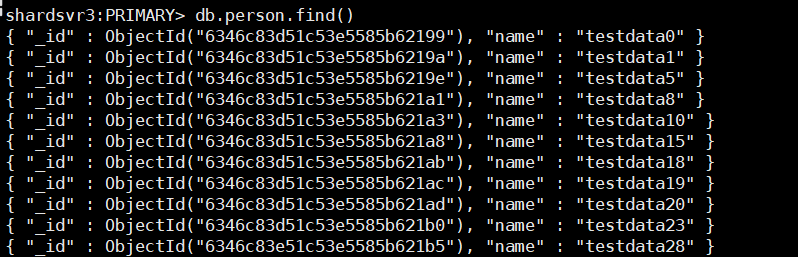 shardsvr3:PRIMARY> db.person.find()
{ "_id" : ObjectId("6346c83d51c53e5585b62199"), "name" : "testdata0" }
{ "_id" : ObjectId("6346c83d51c53e5585b6219a"), "name" : "testdata1" }
{ "_id" : ObjectId("6346c83d51c53e5585b6219e"), "name" : "testdata5" }
{ "_id" : ObjectId("6346c83d51c53e5585b621a1"), "name" : "testdata8" }
{ "_id" : ObjectId("6346c83d51c53e5585b621a3"), "name" : "testdata10" }
{ "_id" : ObjectId("6346c83d51c53e5585b621a8"), "name" : "testdata15" }
{ "_id" : ObjectId("6346c83d51c53e5585b621ab"), "name" : "testdata18" }
{ "_id" : ObjectId("6346c83d51c53e5585b621ac"), "name" : "testdata19" }
{ "_id" : ObjectId("6346c83d51c53e5585b621ad"), "name" : "testdata20" }
{ "_id" : ObjectId("6346c83d51c53e5585b621b0"), "name" : "testdata23" }
{ "_id" : ObjectId("6346c83e51c53e5585b621b5"), "name" : "testdata28" }